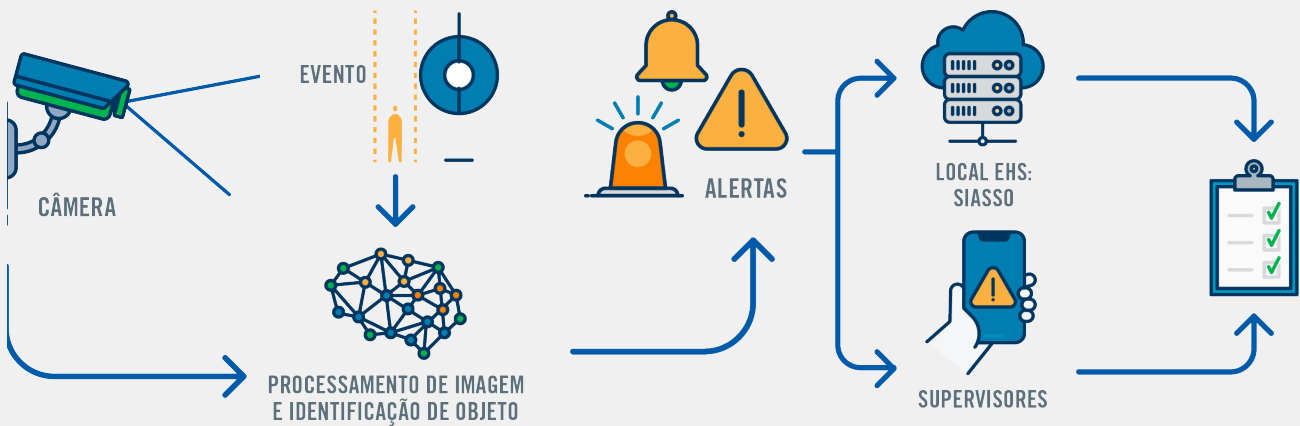 EVENTO
CÂMERA
PROCESSAMENTO DE IMAGEM
E IDENTIFICAÇÃO DE OBJETO
ALERTAS
LOCAL EHS:
SIASSO
SUPERVISORES